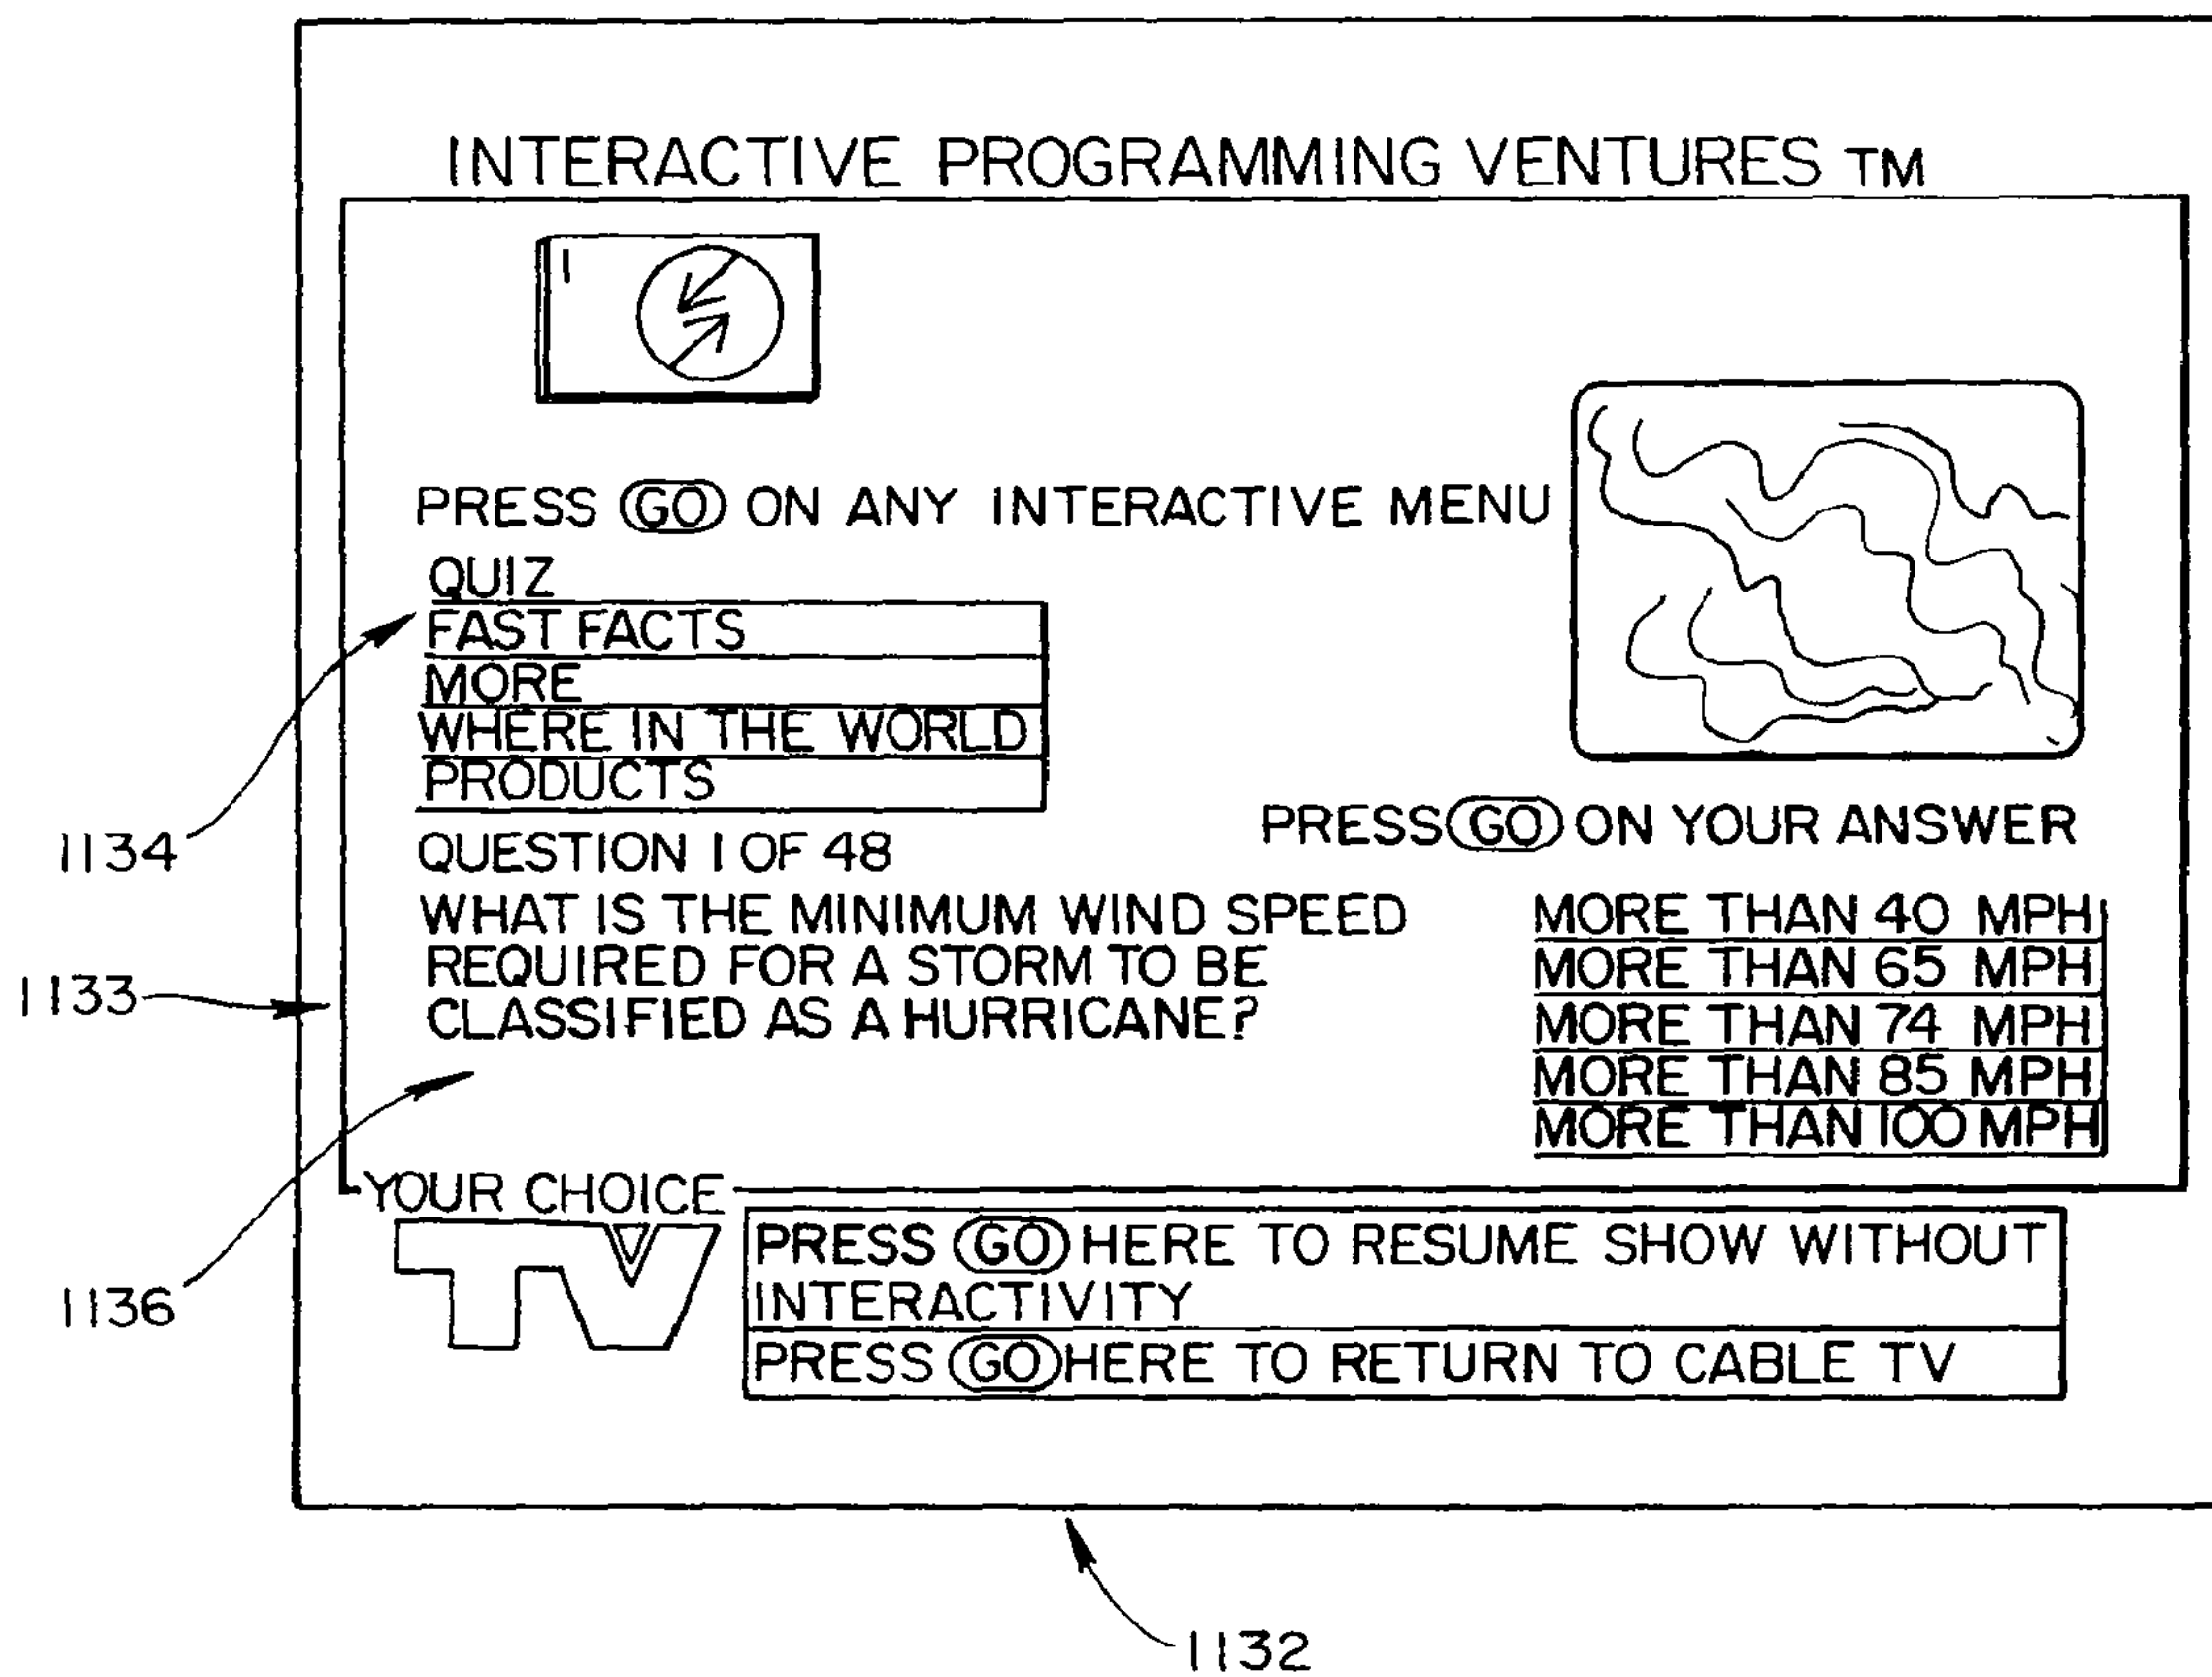 INTERACTIVE PROGRAMMING VENTURES TM
PRESS GO ON ANY INTERACTIVE MENU
QUIZ
FAST FACTS
MORE
WHERE IN THE WORLD
PRODUCTS
1134
PRESS GO ON YOUR ANSWER
QUESTION 1 OF 48
WHAT IS THE MINIMUM WIND SPEED
REQUIRED FOR A STORM TO BE
CLASSIFIED AS A HURRICANE?
MORE THAN 40 MPH
MORE THAN 65 MPH
MORE THAN 74 MPH
MORE THAN 85 MPH
MORE THAN 100 MPH
1133
1136
YOUR CHOICE
TV
PRESS GO HERE TO RESUME SHOW WITHOUT
INTERACTIVITY
PRESS GO HERE TO RETURN TO CABLE TV
1132